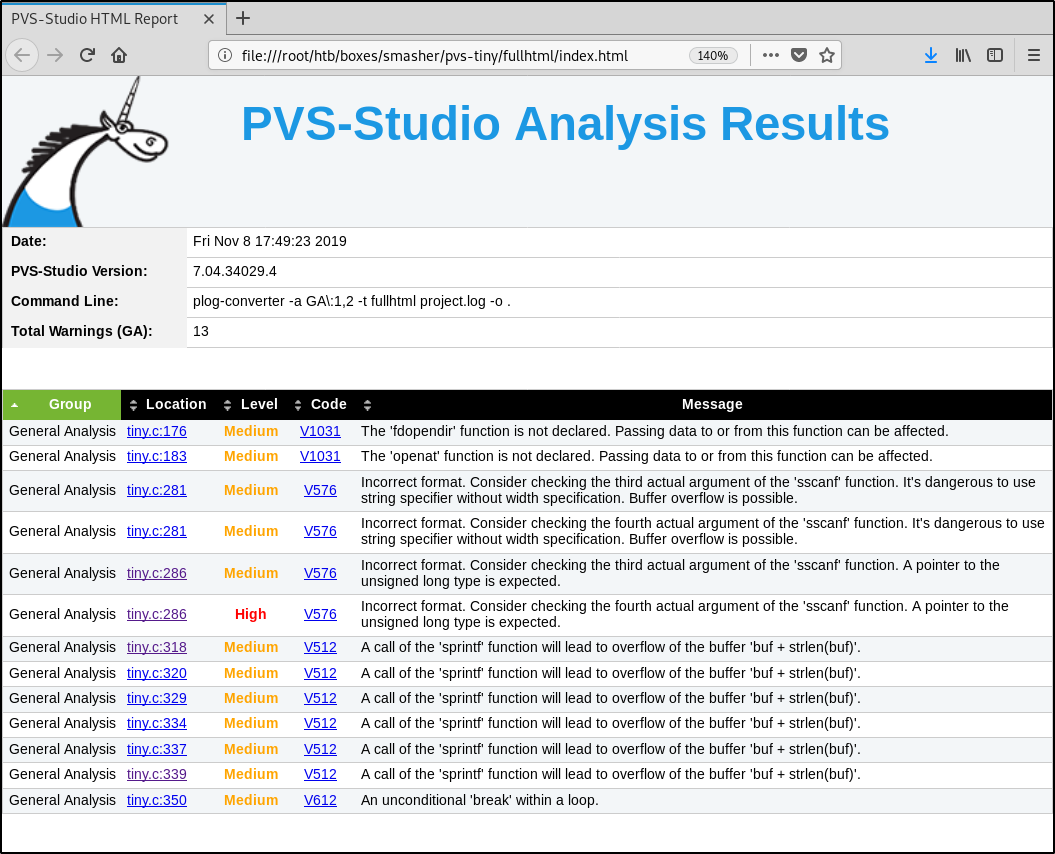 PVS-Studio HTML Report
file:///root/htb/boxes/smasher/pvs-tiny/fullhtml/index.html 140%
PVS-Studio Analysis Results
Date: Fri Nov 8 17:49:23 2019
PVS-Studio Version: 7.04.34029.4
Command Line: plog-converter -a GA\:1,2 -t fullhtml project.log -o .
Total Warnings (GA): 13
Group Location Level Code Message
General Analysis tiny.c:176 Medium V1031 The 'fdopendir' function is not declared. Passing data to or from this function can be affected.
General Analysis tiny.c:183 Medium V1031 The 'openat' function is not declared. Passing data to or from this function can be affected.
General Analysis tiny.c:281 Medium V576 Incorrect format. Consider checking the third actual argument of the 'sscanf' function. It's dangerous to use
string specifier without width specification. Buffer overflow is possible.
General Analysis tiny.c:281 Medium V576 Incorrect format. Consider checking the fourth actual argument of the 'sscanf' function. It's dangerous to use
string specifier without width specification. Buffer overflow is possible.
General Analysis tiny.c:286 Medium V576 Incorrect format. Consider checking the third actual argument of the 'sscanf' function. A pointer to the
unsigned long type is expected.
General Analysis tiny.c:286 High V576 Incorrect format. Consider checking the fourth actual argument of the 'sscanf' function. A pointer to the
unsigned long type is expected.
General Analysis tiny.c:318 Medium V512 A call of the 'sprintf' function will lead to overflow of the buffer 'buf + strlen(buf)'.
General Analysis tiny.c:320 Medium V512 A call of the 'sprintf' function will lead to overflow of the buffer 'buf + strlen(buf)'.
General Analysis tiny.c:329 Medium V512 A call of the 'sprintf' function will lead to overflow of the buffer 'buf + strlen(buf)'.
General Analysis tiny.c:334 Medium V512 A call of the 'sprintf' function will lead to overflow of the buffer 'buf + strlen(buf)'.
General Analysis tiny.c:337 Medium V512 A call of the 'sprintf' function will lead to overflow of the buffer 'buf + strlen(buf)'.
General Analysis tiny.c:339 Medium V512 A call of the 'sprintf' function will lead to overflow of the buffer 'buf + strlen(buf)'.
General Analysis tiny.c:350 Medium V612 An unconditional 'break' within a loop.